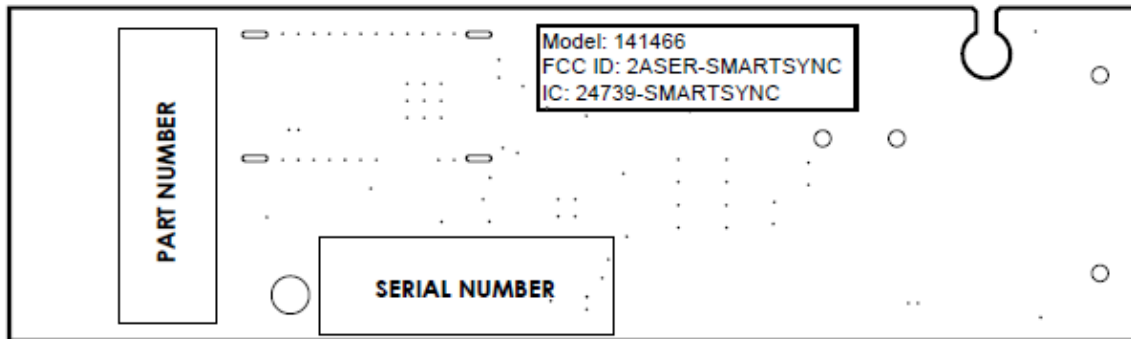 PART NUMBER
Model: 141466
FCC ID: 2ASER-SMARTSYNC
IC: 24739-SMARTSYNC
SERIAL NUMBER